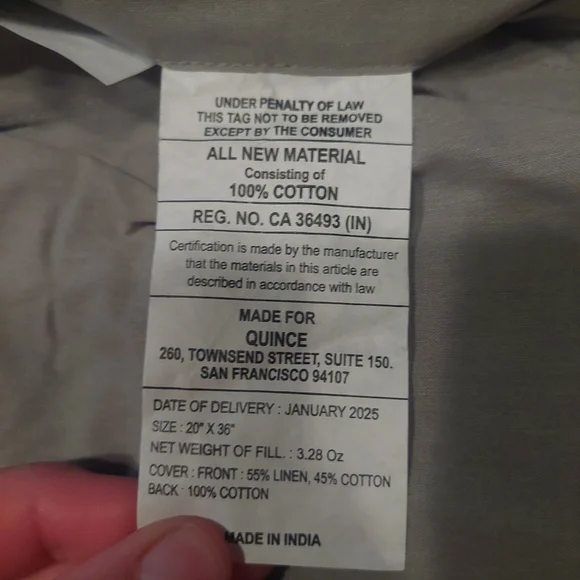 UNDER PENALTY OF LAW
THIS TAG NOT TO BE REMOVED
EXCEPT BY THE CONSUMER
ALL NEW MATERIAL
Consisting of
100% COTTON
REG. NO. CA 36493 (IN)
Certification is made by the manufacturer
that the materials in this article are
described in accordance with law
MADE FOR
QUINCE
260, TOWNSEND STREET, SUITE 150.
SAN FRANCISCO 94107
DATE OF DELIVERY : JANUARY 2025
SIZE : 20" X 36"
NET WEIGHT OF FILL. : 3.28 Oz
COVER : FRONT : 55% LINEN, 45% COTTON
BACK : 100% COTTON
MADE IN INDIA